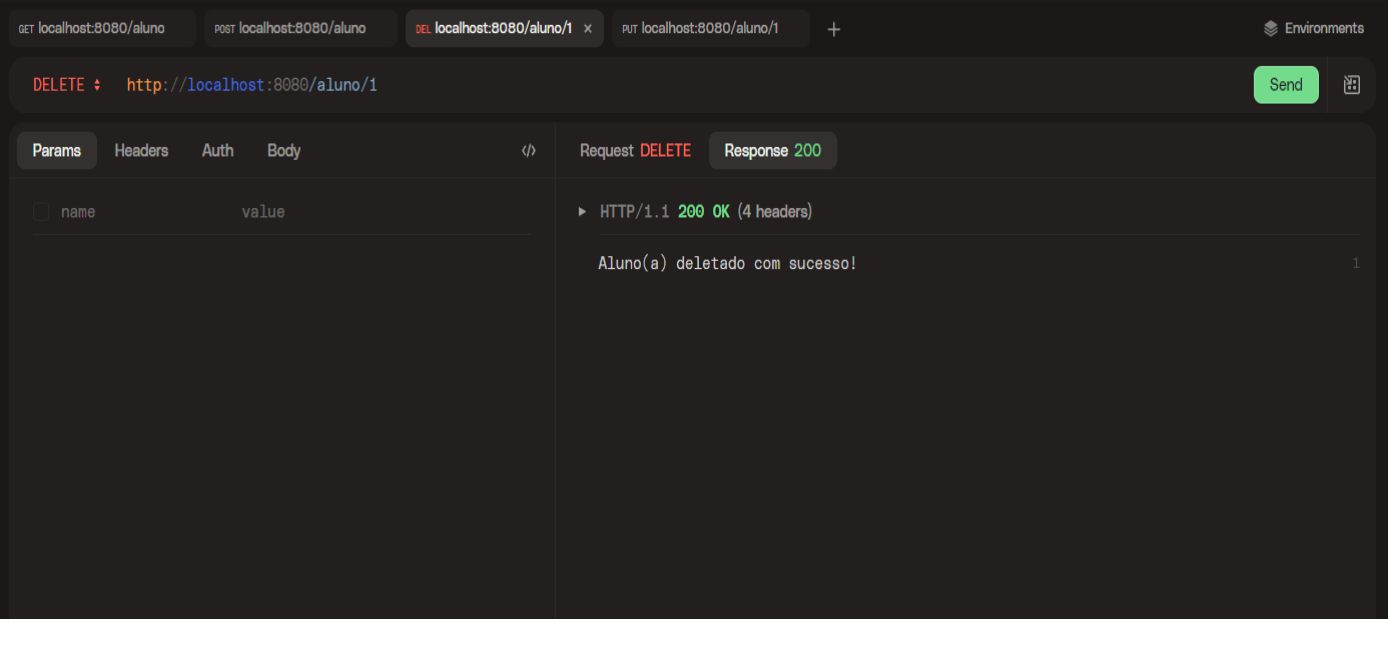 GET localhost:8080/aluno POST localhost:8080/aluno DEL localhost:8080/aluno/1 × PUT localhost:8080/aluno/1 + Environments
DELETE http://localhost:8080/aluno/1 Send
Params Headers Auth Body </> Request DELETE Response 200
name value HTTP/1.1 200 OK (4 headers)
Aluno(a) deletado com sucesso! 1